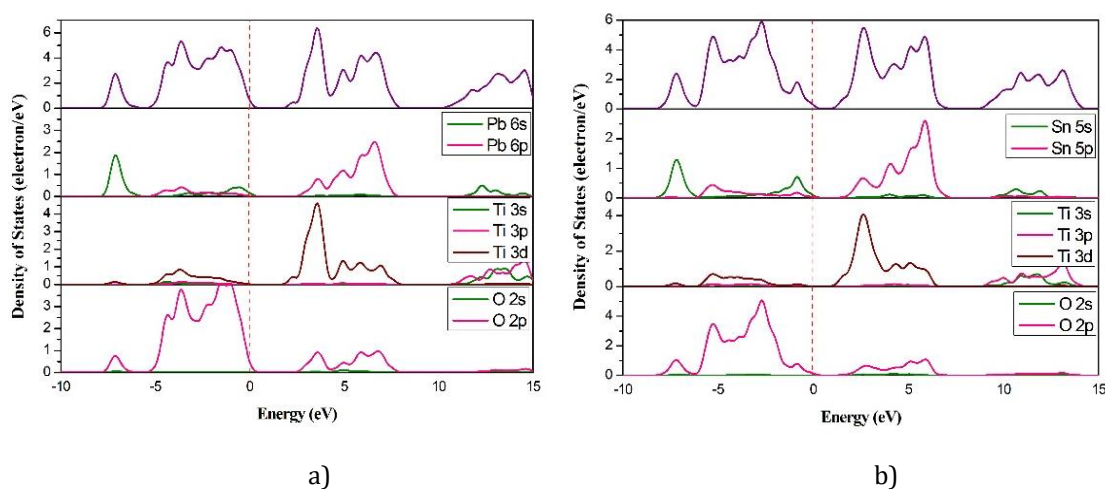 6
4
2
0
Pb 6s
Pb 6p
3
2
1
0
Ti 3s
Ti 3p
Ti 3d
4
3
2
1
0
O 2s
O 2p
3
2
1
0
-10 -5 0 5 10 15
Energy (eV)
Density of States (electron/eV)
a)
6
4
2
0
Sn 5s
Sn 5p
2
1
0
Ti 3s
Ti 3p
Ti 3d
4
2
0
O 2s
O 2p
4
2
0
-10 -5 0 5 10 15
Energy (eV)
Density of States (electron/eV)
b)